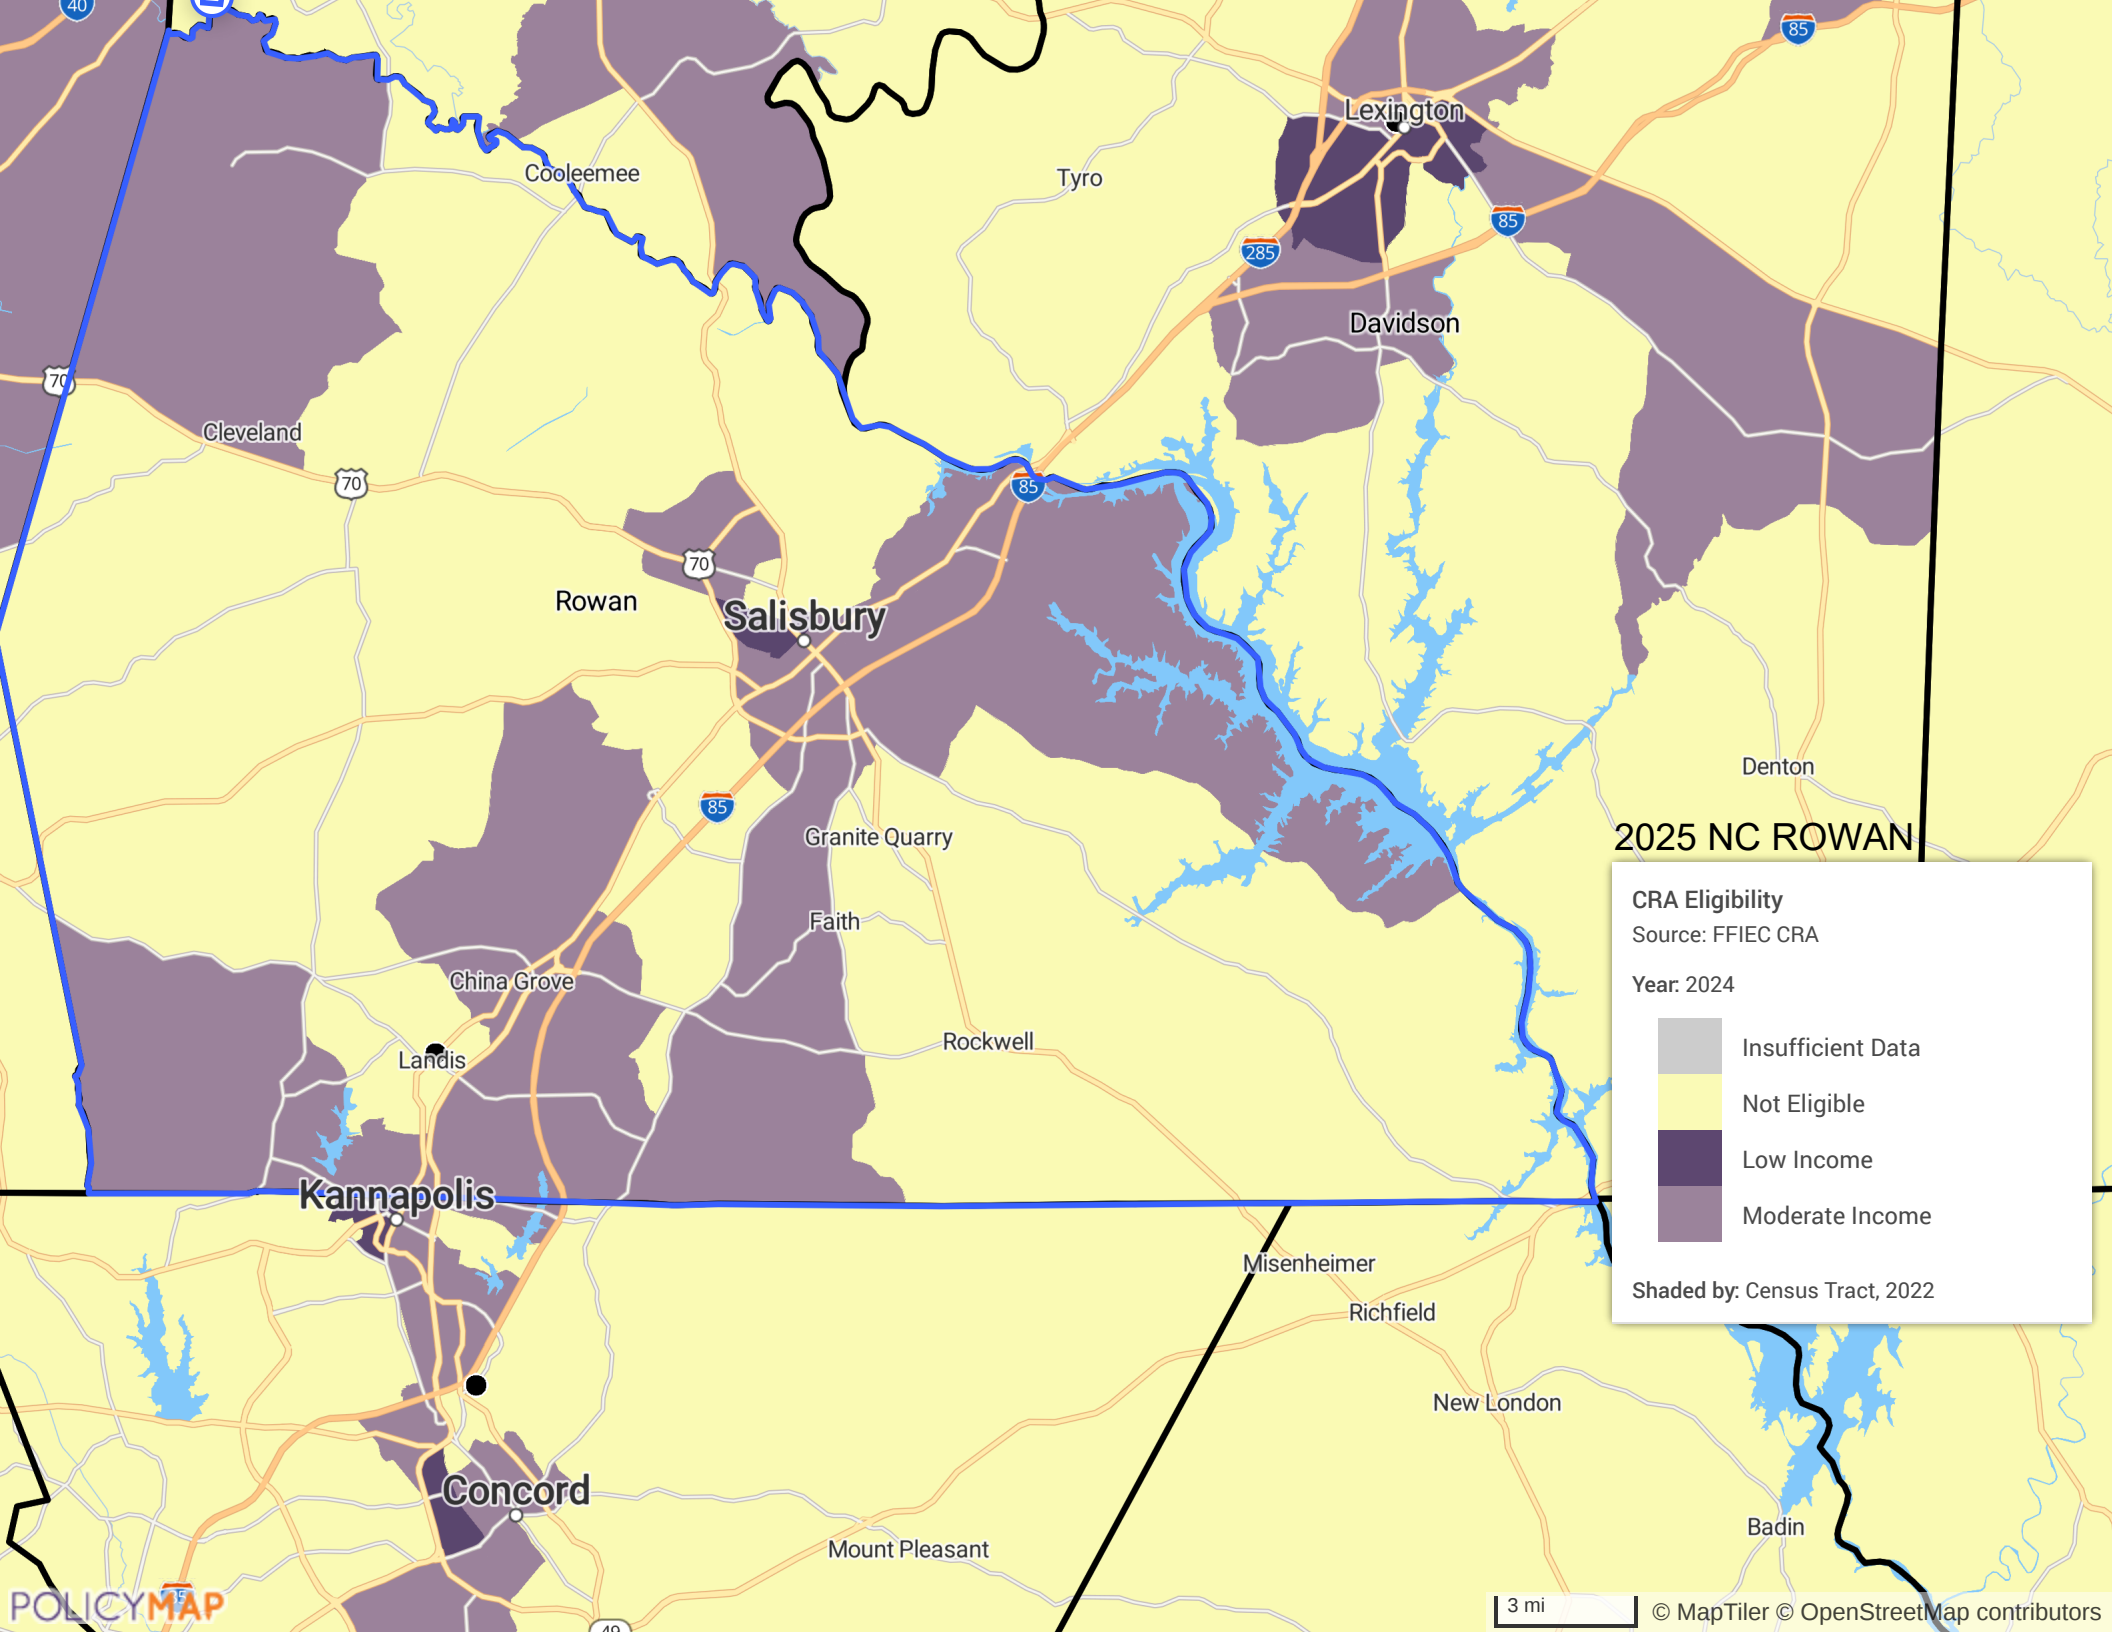 40
85
Lexington
Cooleemee
Tyro
85
285
Davidson
70
Cleveland
70
85
70
Rowan
Salisbury
Denton
85
Granite Quarry
2025 NC ROWAN
CRA Eligibility
Source: FFIEC CRA
Year: 2024
Insufficient Data
Not Eligible
Low Income
Moderate Income
Shaded by: Census Tract, 2022
Faith
China Grove
Rockwell
Landis
Kannapolis
Misenheimer
Richfield
New London
Concord
Badin
Mount Pleasant
POLICYMAP
49
3 mi
© MapTiler © OpenStreetMap contributors